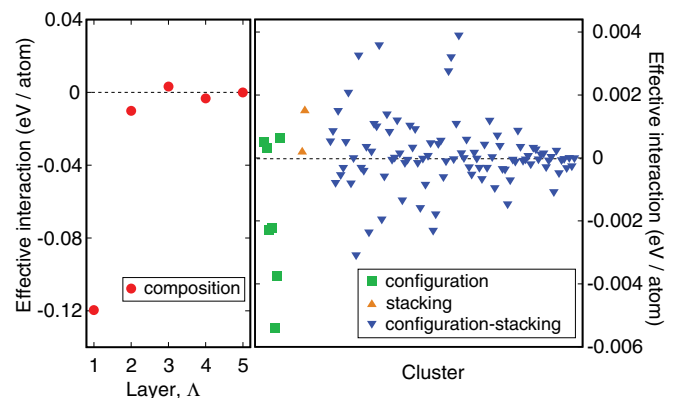 Effective interaction (eV / atom)
0.04
0
-0.04
-0.08
-0.12
composition
1 2 3 4 5
Layer, Λ
configuration
stacking
configuration-stacking
Cluster
0.004
0.002
0
-0.002
-0.004
-0.006
Effective interaction (eV / atom)